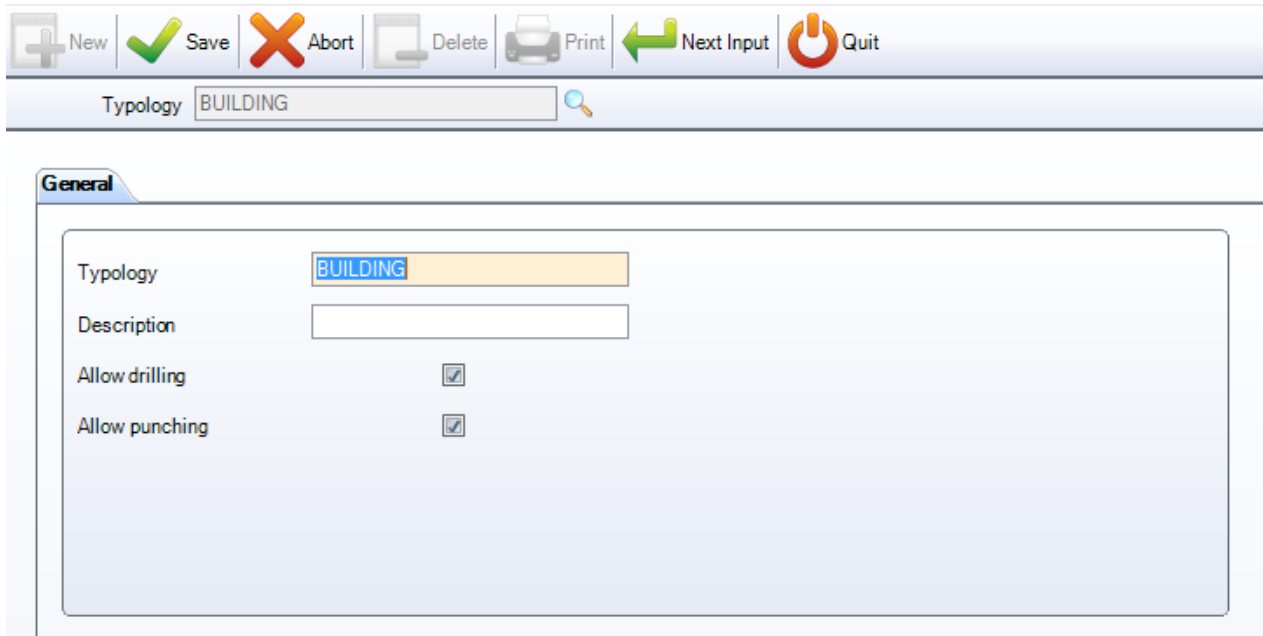 New Save Abort Delete Print Next Input Quit
Typology BUILDING
General
Typology BUILDING
Description
Allow drilling
Allow punching